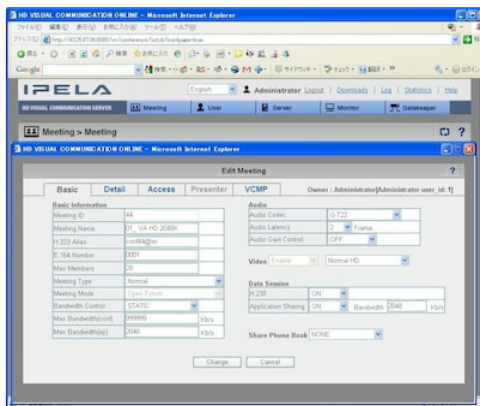 HD VISUAL COMMUNICATION ONLINE - Microsoft Internet Explorer
Google
IPELA
English
Administrator Logout | Downloads | Log | Statistics | Help
HD VISUAL COMMUNICATION SERVER
Meeting
User
Server
Monitor
Gatekeeper
Meeting > Meeting
?
HD VISUAL COMMUNICATION ONLINE - Microsoft Internet Explorer
Edit Meeting
?
Basic Detail Access Presenter VCMP
Owner : Administrator[Administrator user_id: 1]
Basic Information
Meeting ID 44
Meeting Name
H.323 Alias
E.164 Number 0001
Max Members 20
Meeting Type Normal
Meeting Mode Open Forum
Bandwidth Control STATIC
Max Bandwidth(conf) 999999 Kb/s
Max Bandwidth(ep) 2048 Kb/s
Audio
Audio Codec G.722
Audio Latency 2 Frame
Audio Gain Control OFF
Video Enable Normal HD
Data Session
H.239 ON
Application Sharing ON Bandwidth 2048 Kb/s
Share Phone Book NONE
Change Cancel